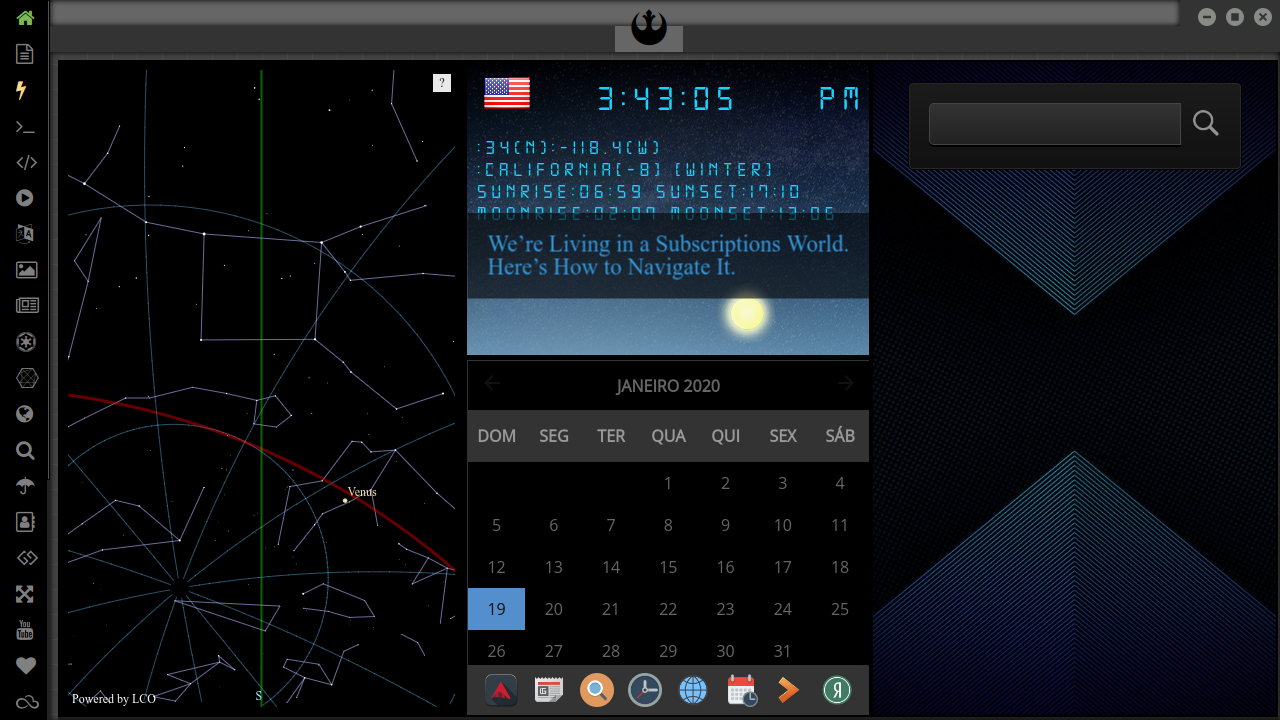 ?
3:43:05 PM
:34(N):-118.4(W)
:CALIFORNIA[-8) [WINTER]
SUNRISE:06:59 SUNSET:17:10
MOONRISE:02:07 MOONSET:13:06
We're Living in a Subscriptions World.
Here's How to Navigate It.
Venus
Powered by LCO
S
JANEIRO 2020
DOM SEG TER QUA QUI SEX SÁB
1 2 3 4
5 6 7 8 9 10 11
12 13 14 15 16 17 18
19 20 21 22 23 24 25
26 27 28 29 30 31
You
Tube
Я